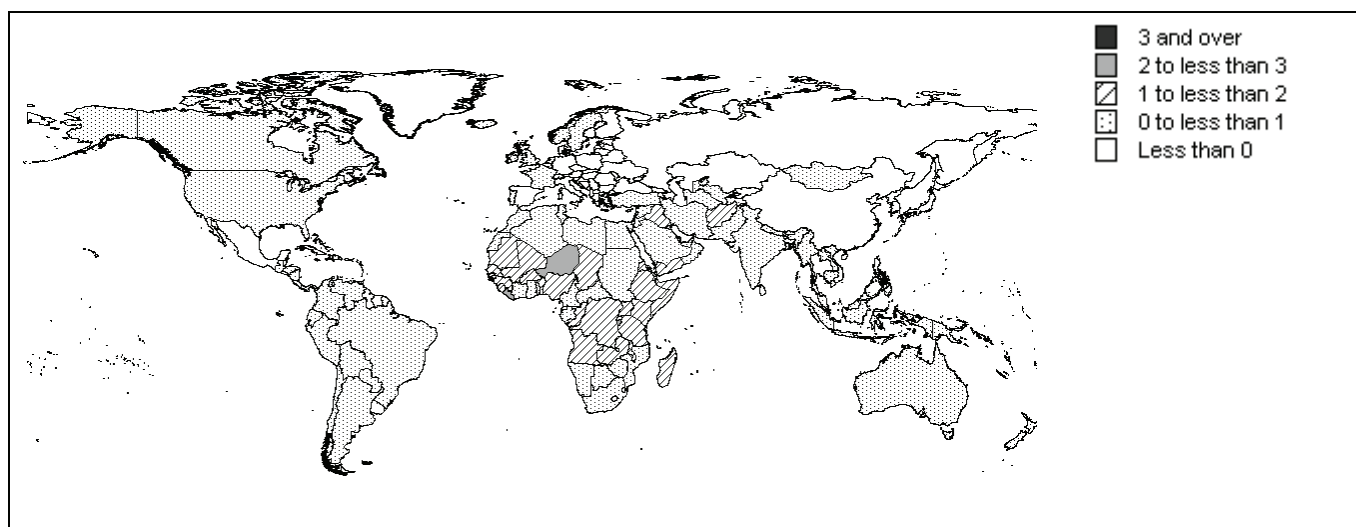 3 and over
2 to less than 3
1 to less than 2
0 to less than 1
Less than 0